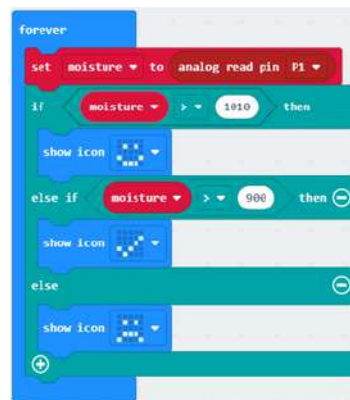 forever
set moisture to analog read pin P1
if moisture > 1010 then
show icon
else if moisture > 900 then
show icon
else
show icon